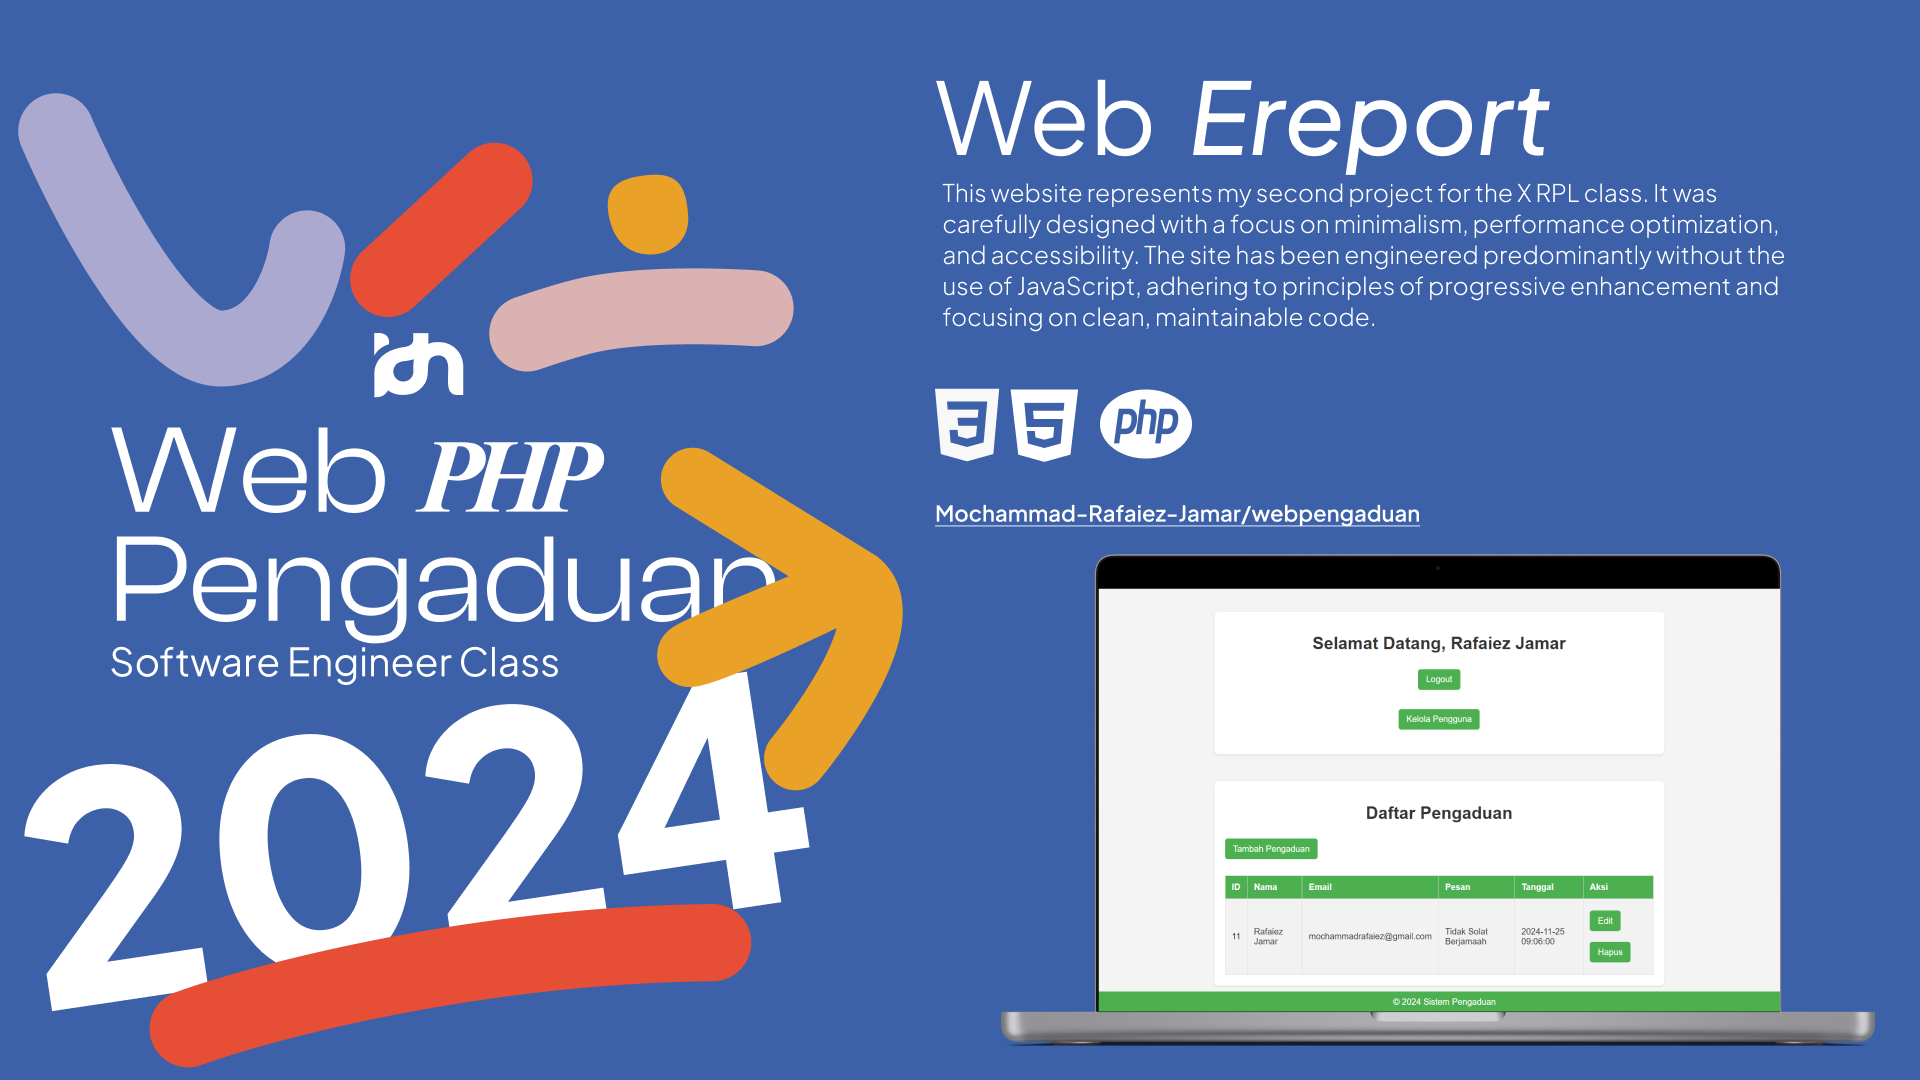 Web PHP
Pengaduan
Software Engineer Class
2024
Web Ereport
This website represents my second project for the X RPL class. It was
carefully designed with a focus on minimalism, performance optimization,
and accessibility. The site has been engineered predominantly without the
use of JavaScript, adhering to principles of progressive enhancement and
focusing on clean, maintainable code.
3 5 php
Mochammad-Rafaiez-Jamar/webpengaduan
Selamat Datang, Rafaiez Jamar
Logout
Kelola Pengguna
Daftar Pengaduan
Tambah Pengaduan
ID Nama Email Pesan Tanggal Aksi
11 Rafaiez Jamar mochammadrafaiez@gmail.com Tidak Solat Berjamaah 2024-11-25 09:06:00 Edit
Hapus
© 2024 Sistem Pengaduan